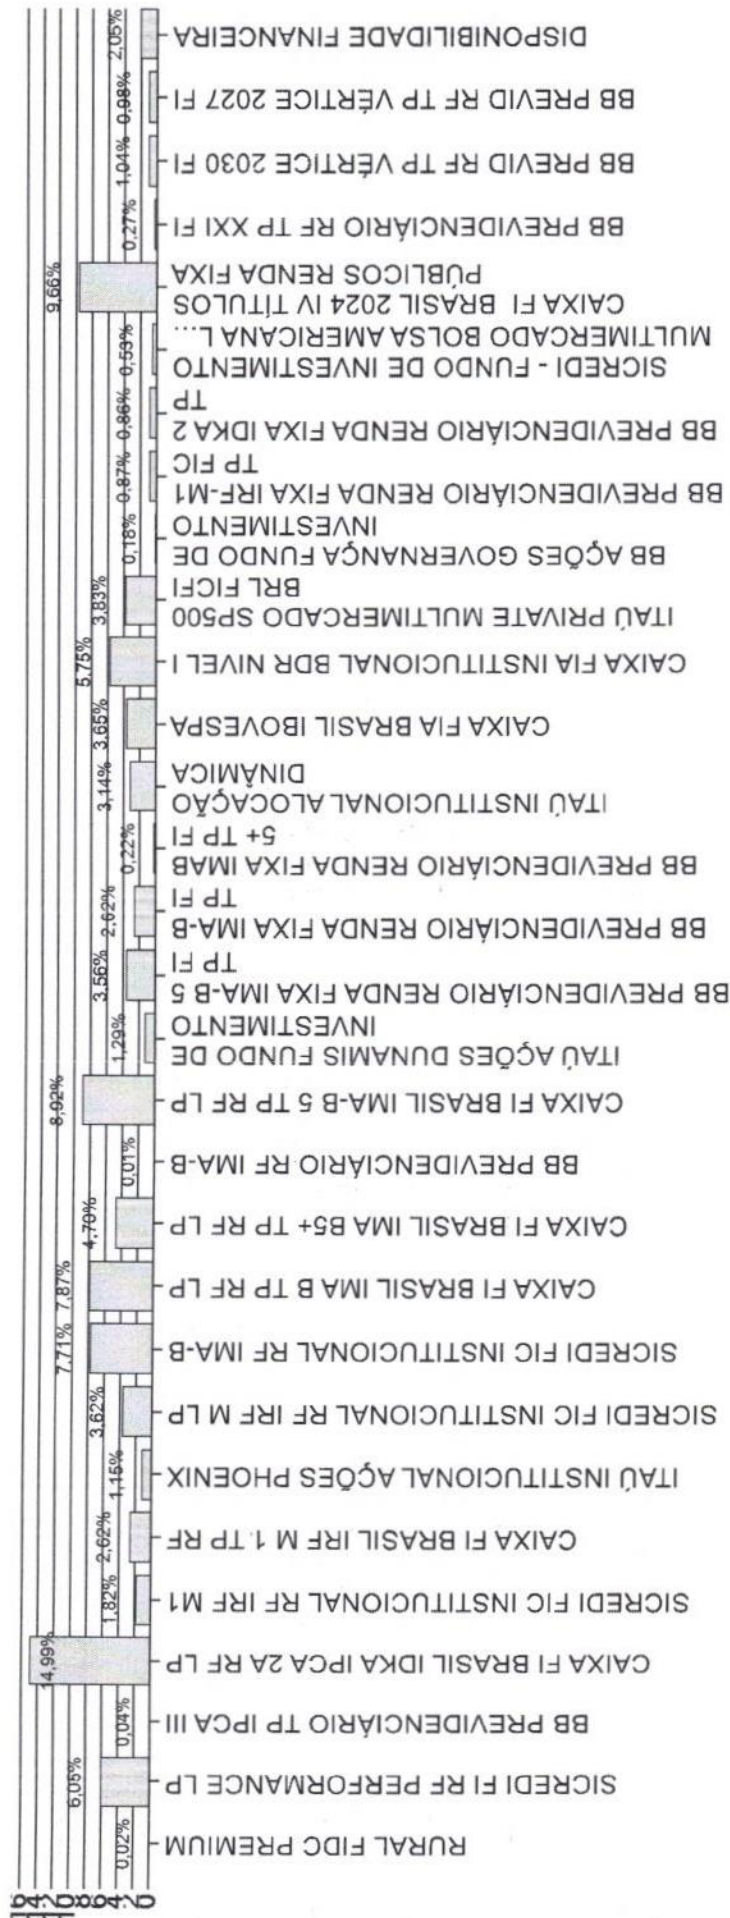 16
14
12
10
8
6
4
2
0
0,02%
RURAL FIDC PREMIUM
6,05%
SICREDI FI RF PERFORMANCE LP
0,04%
BB PREVIDENCIÁRIO TP IPCA III
14,99%
CAIXA FI BRASIL IDKA IPCA 2A RF LP
1,82%
SICREDI FIC INSTITUCIONAL RF IRF M1
2,62%
CAIXA FI BRASIL IRF M 1 TP RF
1,15%
ITAÚ INSTITUCIONAL AÇÕES PHOENIX
3,62%
SICREDI FIC INSTITUCIONAL RF IRF M LP
7,71%
SICREDI FIC INSTITUCIONAL RF IMA-B
7,87%
CAIXA FI BRASIL IMA B TP RF LP
4,70%
CAIXA FI BRASIL IMA B5+ TP RF LP
0,01%
BB PREVIDENCIÁRIO RF IMA-B
8,92%
CAIXA FI BRASIL IMA-B 5 TP RF LP
1,29%
ITAÚ AÇÕES DUNAMIS FUNDO DE
INVESTIMENTO
3,56%
BB PREVIDENCIÁRIO RENDA FIXA IMA-B 5
TP FI
2,62%
BB PREVIDENCIÁRIO RENDA FIXA IMA-B
TP FI
0,22%
BB PREVIDENCIÁRIO RENDA FIXA IMAB
5+ TP FI
3,14%
ITAÚ INSTITUCIONAL ALOCAÇÃO
DINÂMICA
3,65%
CAIXA FIA BRASIL IBOVESPA
5,75%
CAIXA FIA INSTITUCIONAL BDR NIVEL I
3,83%
ITAÚ PRIVATE MULTIMERCADO SP500
BRL FICFI
0,18%
BB AÇÕES GOVERNANÇA FUNDO DE
INVESTIMENTO
0,87%
BB PREVIDENCIÁRIO RENDA FIXA IRF-M1
TP FIC
0,86%
BB PREVIDENCIÁRIO RENDA FIXA IDKA 2
TP
0,53%
SICREDI - FUNDO DE INVESTIMENTO
MULTIMERCADO BOLSA AMERICANA L...
9,66%
CAIXA FI BRASIL 2024 IV TÍTULOS
PÚBLICOS RENDA FIXA
0,27%
BB PREVIDENCIÁRIO RF TP XXI FI
1,04%
BB PREVID RF TP VÉRTICE 2030 FI
0,98%
BB PREVID RF TP VÉRTICE 2027 FI
2,05%
DISPONIBILIDADE FINANCEIRA